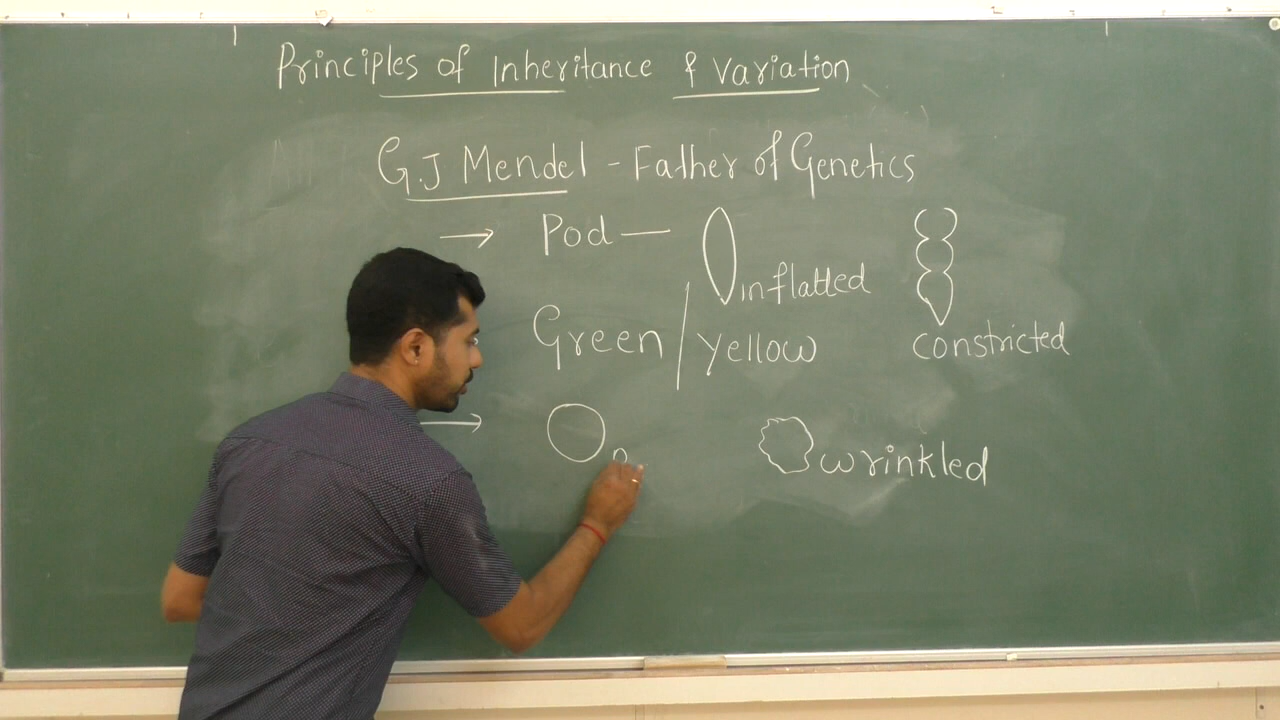 Principles of Inheritance & Variation
G.J Mendel - Father of Genetics
→ Pod —
inflatted
Green / yellow
constricted
→
wrinkled